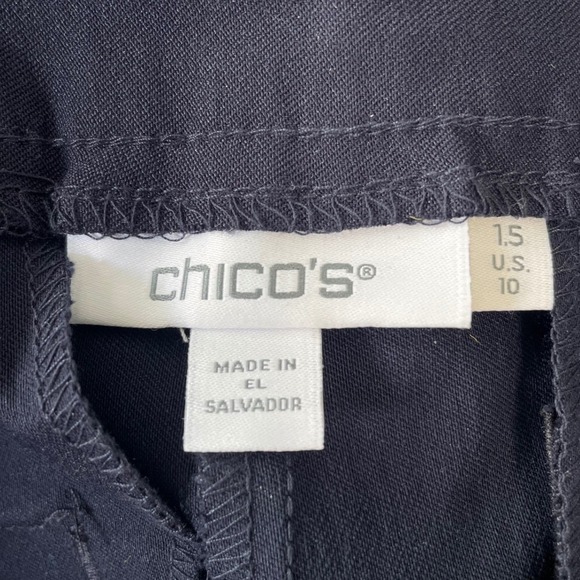 chico's®
1.5
U.S.
10
MADE IN
EL
SALVADOR